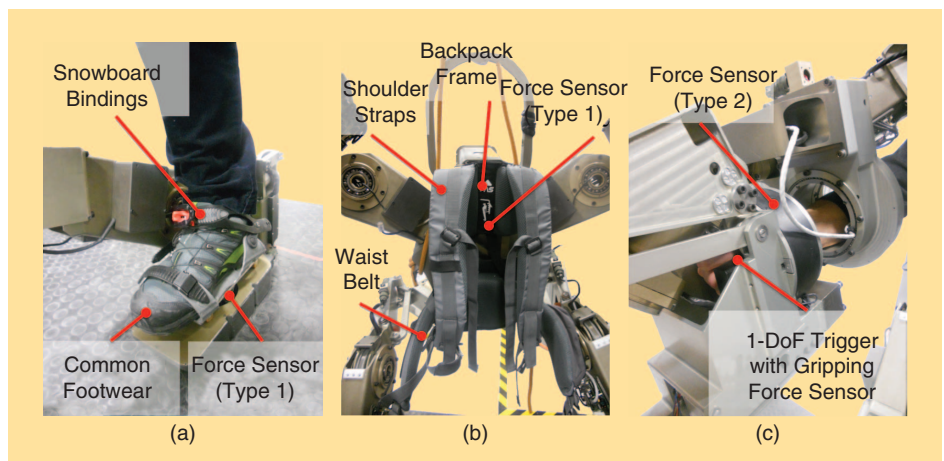 Snowboard
Bindings
Common
Footwear
Force Sensor
(Type 1)
(a)
Backpack
Frame
Shoulder
Straps
Force Sensor
(Type 1)
Waist
Belt
(b)
Force Sensor
(Type 2)
1-DoF Trigger
with Gripping
Force Sensor
(c)